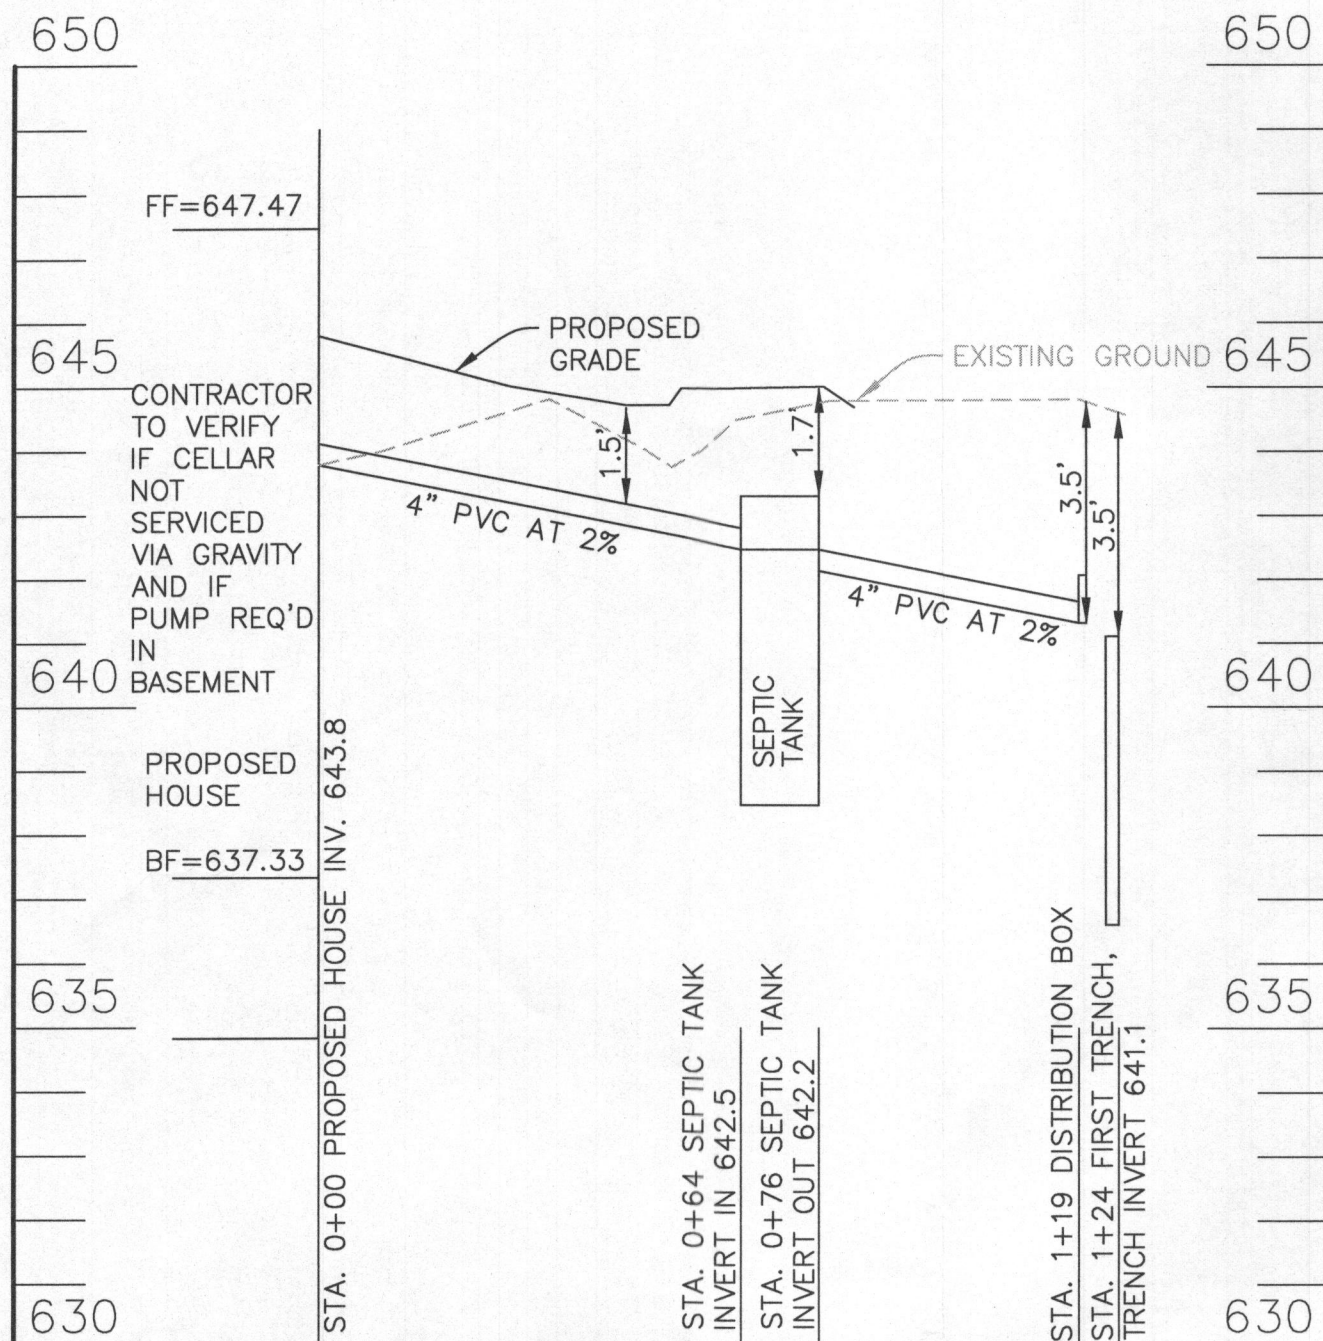 650
650
FF=647.47
PROPOSED
GRADE
EXISTING GROUND
645
645
CONTRACTOR
TO VERIFY
IF CELLAR
NOT
SERVICED
VIA GRAVITY
AND IF
PUMP REQ'D
IN
BASEMENT
1.5'
1.7'
3.5'
3.5'
4" PVC AT 2%
4" PVC AT 2%
640
640
SEPTIC
TANK
PROPOSED
HOUSE
BF=637.33
635
635
STA. 0+00 PROPOSED HOUSE INV. 643.8
STA. 0+64 SEPTIC TANK
INVERT IN 642.5
STA. 0+76 SEPTIC TANK
INVERT OUT 642.2
STA. 1+19 DISTRIBUTION BOX
STA. 1+24 FIRST TRENCH,
TRENCH INVERT 641.1
630
630